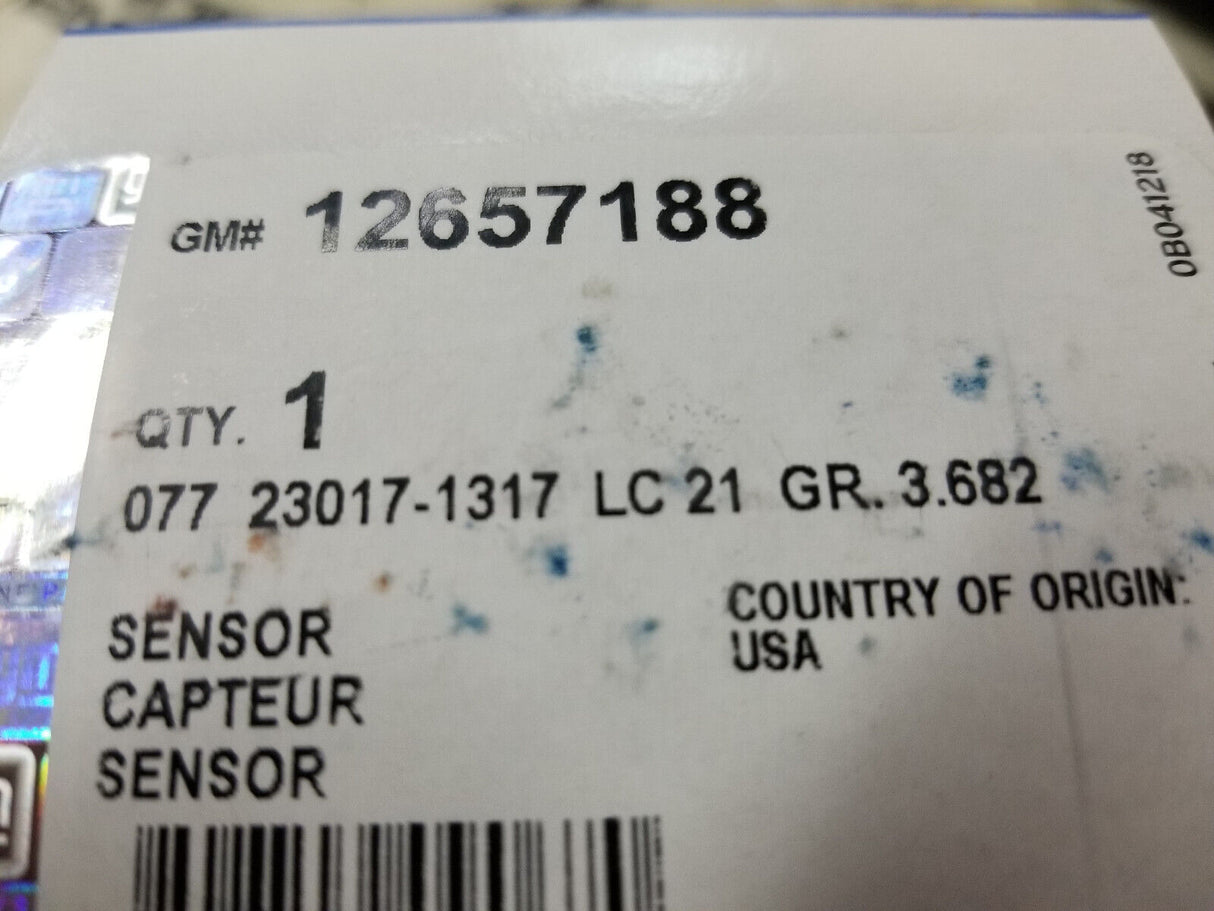 GM# 12657188
0B041218
QTY. 1
077 23017-1317 LC 21 GR. 3.682
SENSOR
CAPTEUR
SENSOR
COUNTRY OF ORIGIN:
USA